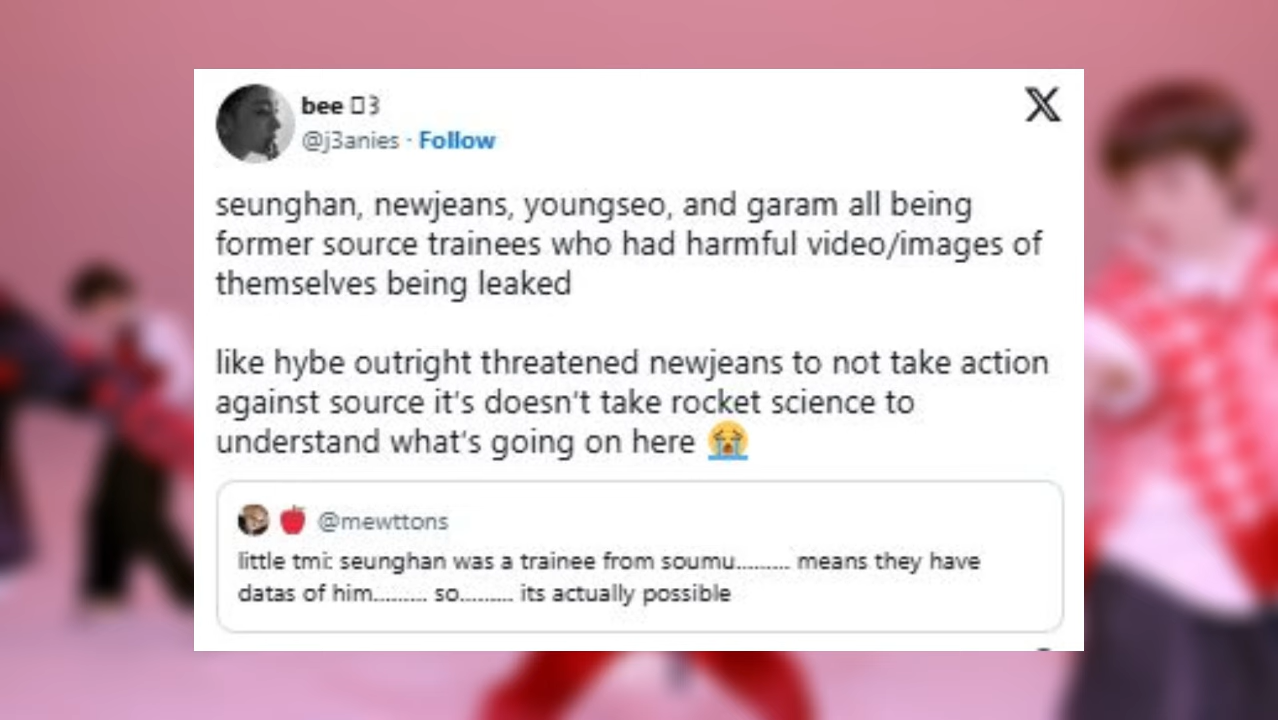 bee 3
@j3anies · Follow
seunghan, newjeans, youngseo, and garam all being
former source trainees who had harmful video/images of
themselves being leaked
like hybe outright threatened newjeans to not take action
against source it's doesn't take rocket science to
understand what's going on here 😭
🍎 @mewttons
little tmi: seunghan was a trainee from soumu......... means they have
datas of him......... so......... its actually possible